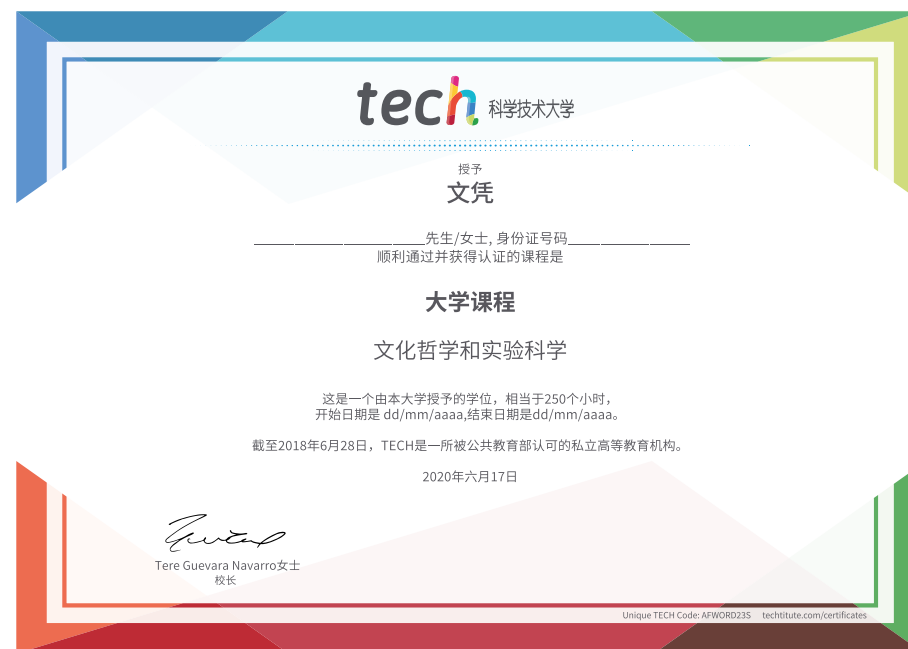 tech 科学技术大学
授予
文凭
____________________先生/女士, 身份证号码______________
顺利通过并获得认证的课程是
大学课程
文化哲学和实验科学
这是一个由本大学授予的学位，相当于250个小时，
开始日期是 dd/mm/aaaa,结束日期是dd/mm/aaaa。
截至2018年6月28日，TECH是一所被公共教育部认可的私立高等教育机构。
2020年六月17日
Tere Guevara Navarro女士
校长
Unique TECH Code: AFWORD23S techtitute.com/certificates